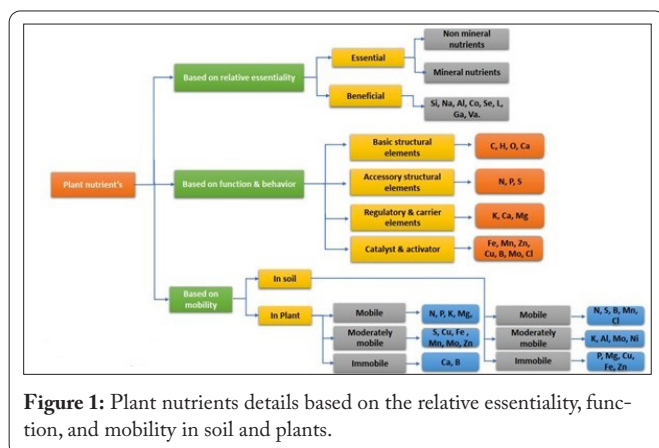 Non mineral
nutrients
Essential
Based on relative essentiality
Mineral nutrients
Beneficial
Si, Na, Al, Co, Se, L,
Ga, Va.
Basic structural
elements
C, H, O, Ca
Accessory structural
elements
N, P, S
Plant nutrient's
Based on function & behavior
Regulatory & carrier
elements
K, Ca, Mg
Catalyst & activator
Fe, Mn, Zn,
Cu, B, Mo, Cl
Based on
mobility
In soil
In Plant
Mobile
N, P, K, Mg,
Moderately
mobile
S, Cu, Fe ,
Mn, Mo, Zn
Immobile
Ca, B
Mobile
N, S, B, Mn,
Cl
Moderately
mobile
K, Al, Mo, Ni
Immobile
P, Mg, Cu,
Fe, Zn
Figure 1: Plant nutrients details based on the relative essentiality, func-
tion, and mobility in soil and plants.